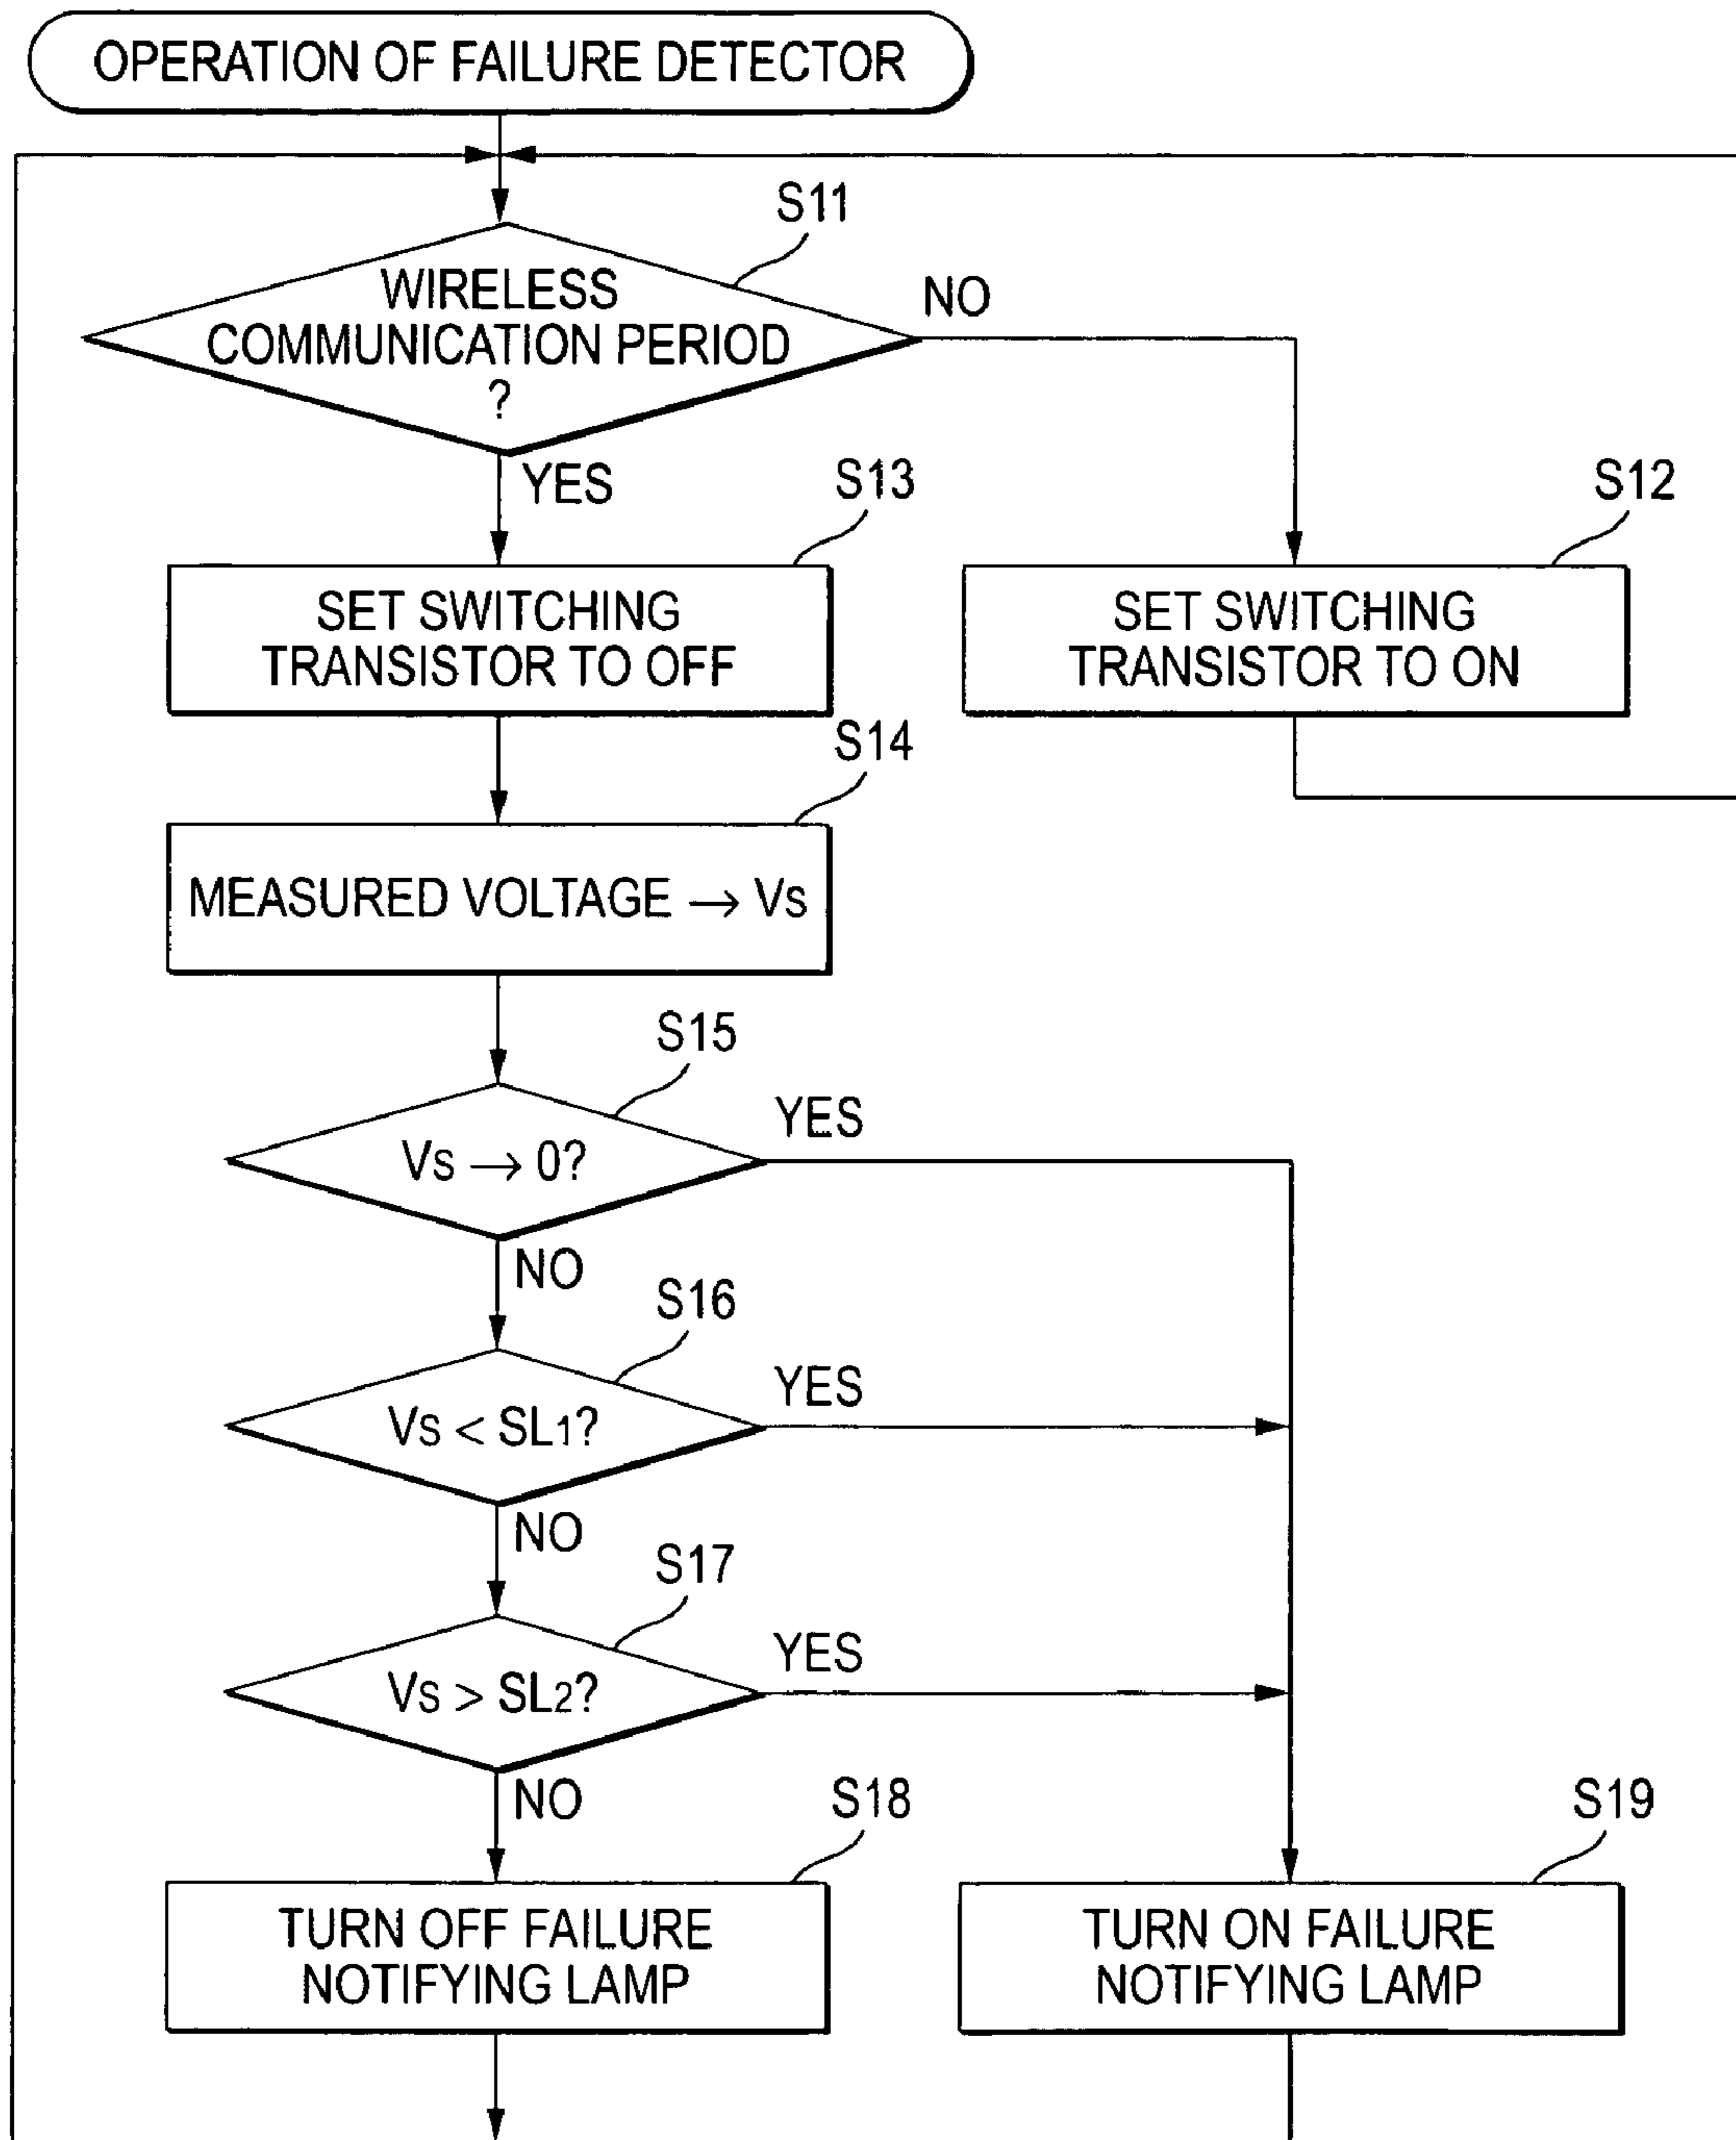 OPERATION OF FAILURE DETECTOR
S11
WIRELESS
COMMUNICATION PERIOD
?
NO
YES
S13
SET SWITCHING
TRANSISTOR TO OFF
S12
SET SWITCHING
TRANSISTOR TO ON
S14
MEASURED VOLTAGE → Vs
S15
Vs → 0?
YES
NO
S16
Vs < SL1?
YES
NO
S17
Vs > SL2?
YES
NO
S18
TURN OFF FAILURE
NOTIFYING LAMP
S19
TURN ON FAILURE
NOTIFYING LAMP